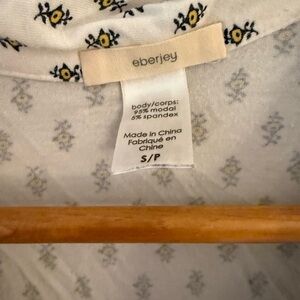 eberjey
body/corps:
95% modal
5% spandex
Made in China
Fabriqué en
Chine
S/P